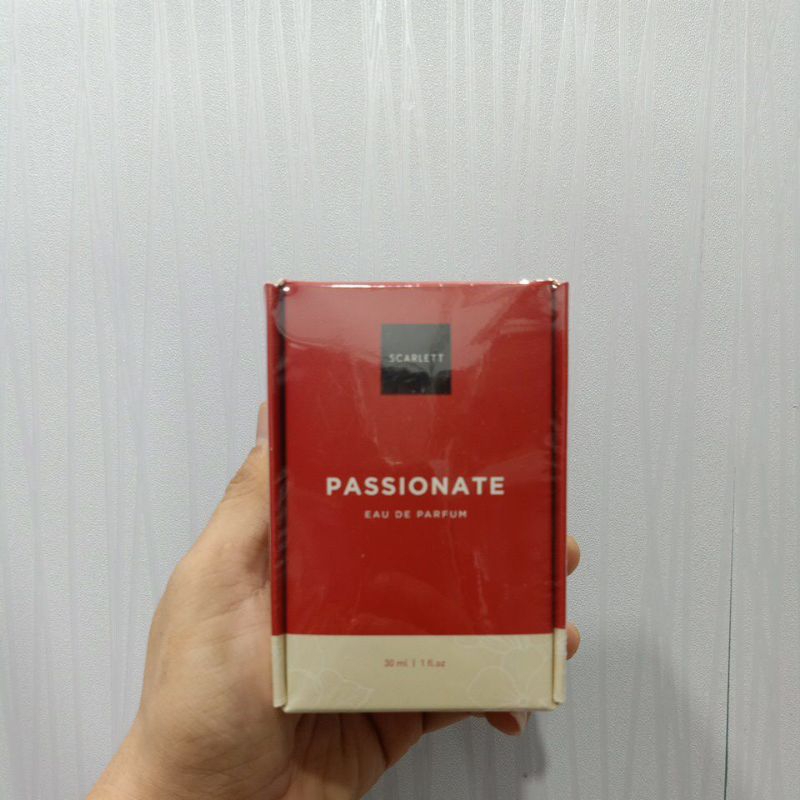 SCARLETT
PASSIONATE
EAU DE PARFUM
30 ml | 1 fl.oz